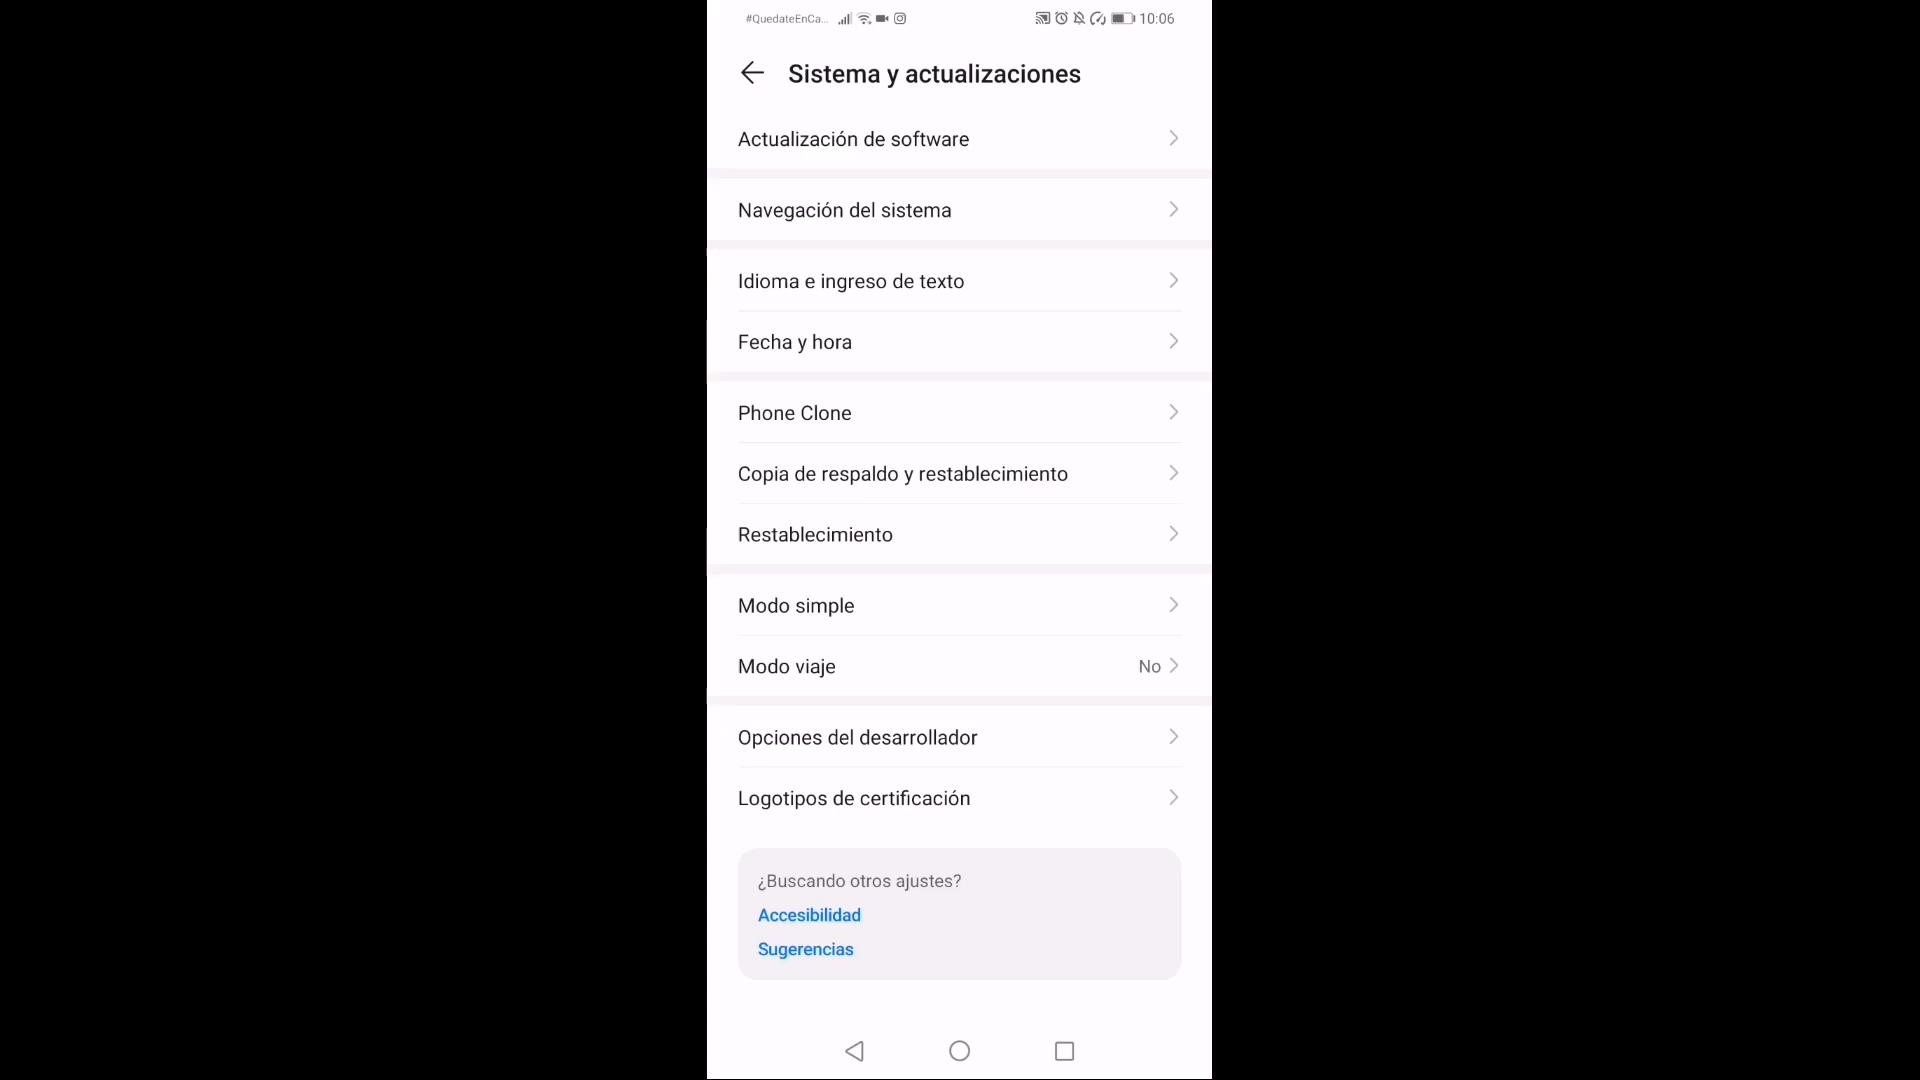 #QuedateEnCa...
10:06
Sistema y actualizaciones
Actualización de software
Navegación del sistema
Idioma e ingreso de texto
Fecha y hora
Phone Clone
Copia de respaldo y restablecimiento
Restablecimiento
Modo simple
Modo viaje No
Opciones del desarrollador
Logotipos de certificación
¿Buscando otros ajustes?
Accesibilidad
Sugerencias